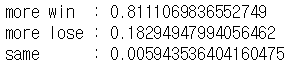 more win  : 0.8111069836552749
more lose : 0.18294947994056462
same      : 0.005943536404160475